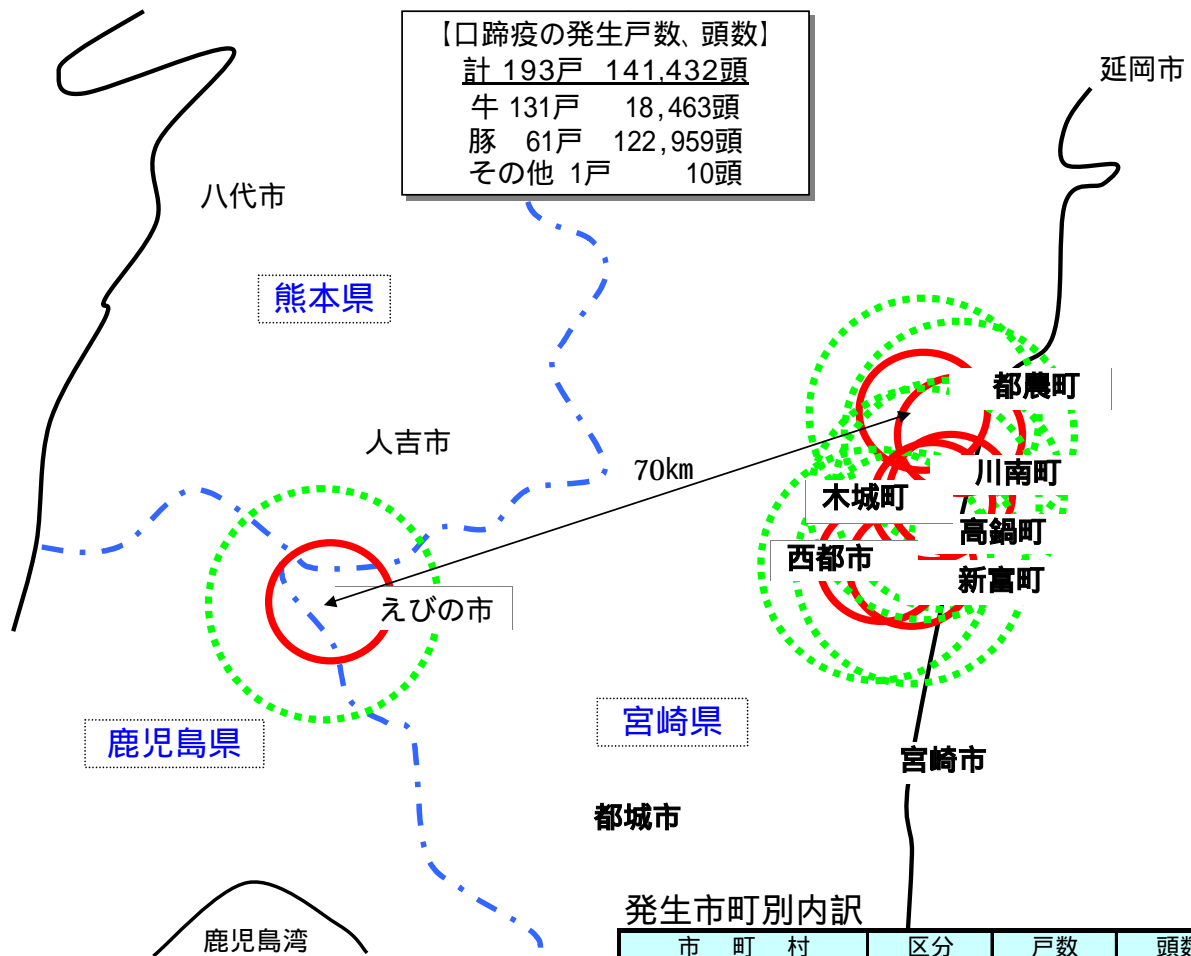 【口蹄疫の発生戸数、頭数】
計 193戸 141,432頭
牛 131戸 18,463頭
豚 61戸 122,959頭
その他 1戸 10頭
延岡市
八代市
熊本県
都農町
人吉市
70km
川南町
木城町
高鍋町
西都市
新富町
えびの市
鹿児島県
宮崎県
宮崎市
都城市
発生市町別内訳
鹿児島湾
市 町 村 区分 戸数 頭数